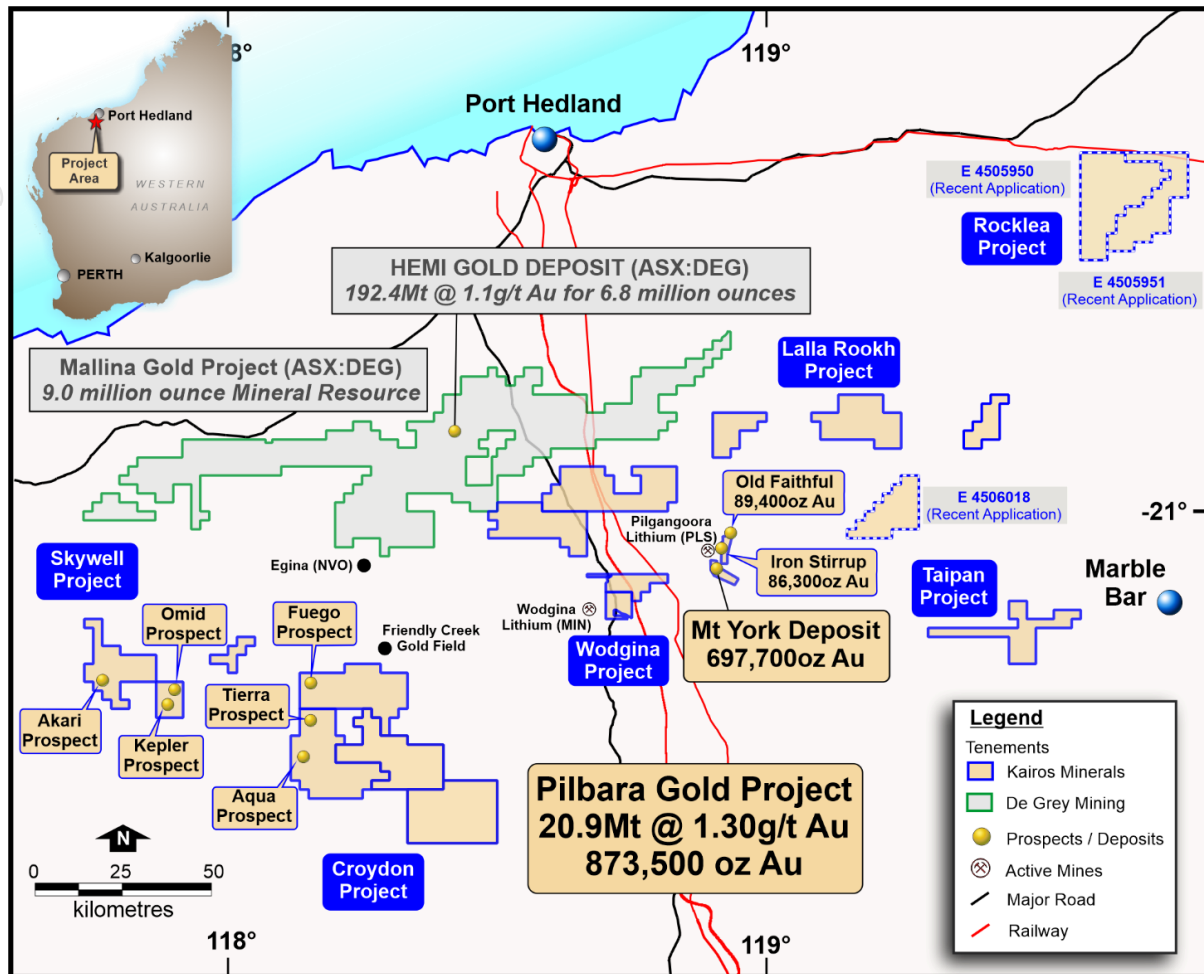 8°
119°
Port Hedland
Port Hedland
Project
Area
WESTERN
AUSTRALIA
Kalgoorlie
PERTH
E 4505950
(Recent Application)
Rocklea
Project
E 4505951
(Recent Application)
HEMI GOLD DEPOSIT (ASX:DEG)
192.4Mt @ 1.1g/t Au for 6.8 million ounces
Mallina Gold Project (ASX:DEG)
9.0 million ounce Mineral Resource
Lalla Rookh
Project
Old Faithful
89,400oz Au
E 4506018
(Recent Application)
-21°
Pilgangoora
Lithium (PLS)
Iron Stirrup
86,300oz Au
Skywell
Project
Egina (NVO)
Taipan
Project
Marble
Bar
Omid
Prospect
Fuego
Prospect
Friendly Creek
Gold Field
Wodgina
Lithium (MIN)
Wodgina
Project
Mt York Deposit
697,700oz Au
Tierra
Prospect
Akari
Prospect
Kepler
Prospect
Aqua
Prospect
Pilbara Gold Project
20.9Mt @ 1.30g/t Au
873,500 oz Au
Croydon
Project
N
0 25 50
kilometres
Legend
Tenements
Kairos Minerals
De Grey Mining
Prospects / Deposits
Active Mines
Major Road
Railway
118°
119°